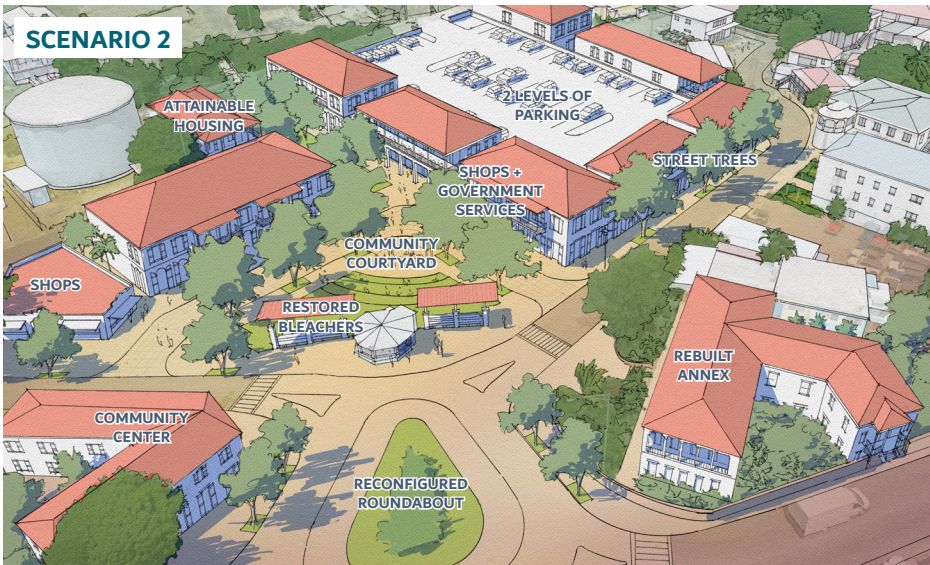 SCENARIO 2
ATTAINABLE
HOUSING
2 LEVELS OF
PARKING
STREET TREES
SHOPS +
GOVERNMENT
SERVICES
COMMUNITY
COURTYARD
SHOPS
RESTORED
BLEACHERS
REBUILT
ANNEX
COMMUNITY
CENTER
RECONFIGURED
ROUNDABOUT